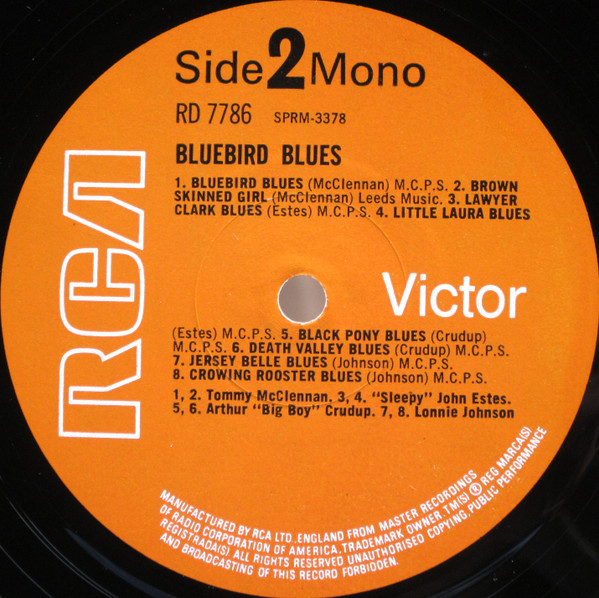 Side 2 Mono
RD 7786 SPRM-3378
BLUEBIRD BLUES
1. BLUEBIRD BLUES (McClennan) M.C.P.S. 2. BROWN
SKINNED GIRL (McClennan) Leeds Music. 3. LAWYER
CLARK BLUES (Estes) M.C.P.S. 4. LITTLE LAURA BLUES
RCA
Victor
(Estes) M.C.P.S. 5. BLACK PONY BLUES (Crudup)
M.C.P.S. 6. DEATH VALLEY BLUES (Crudup) M.C.P.S.
7. JERSEY BELLE BLUES (Johnson) M.C.P.S.
8. CROWING ROOSTER BLUES (Johnson) M.C.P.S.
1, 2. Tommy McClennan. 3, 4. “Sleepy” John Estes.
5, 6. Arthur “Big Boy” Crudup. 7, 8. Lonnie Johnson
MANUFACTURED BY RCA LTD. ENGLAND FROM MASTER RECORDINGS
OF RADIO CORPORATION OF AMERICA. TRADEMARK OWNER. TM(S) ® REG MARCA(S)
REGISTRADA(S) ALL RIGHTS RESERVED UNAUTHORISED COPYING, PUBLIC PERFORMANCE
AND BROADCASTING OF THIS RECORD FORBIDDEN.